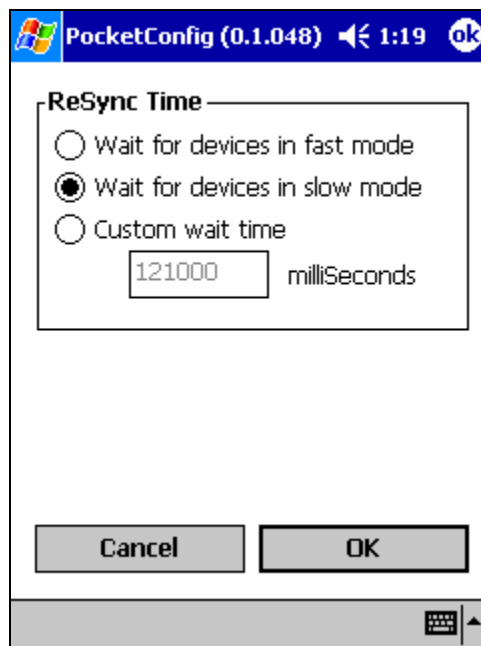 PocketConfig (0.1.048) 1:19 ok
ReSync Time
Wait for devices in fast mode
Wait for devices in slow mode
Custom wait time
121000 milliSeconds
Cancel OK